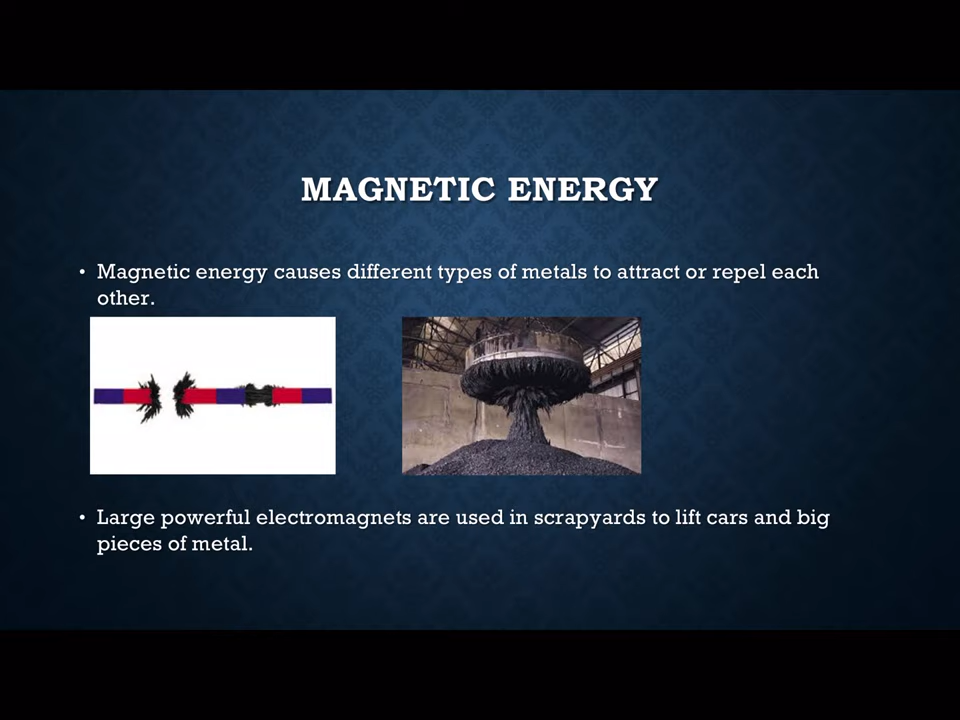 MAGNETIC ENERGY
• Magnetic energy causes different types of metals to attract or repel each
other.
• Large powerful electromagnets are used in scrapyards to lift cars and big
pieces of metal.